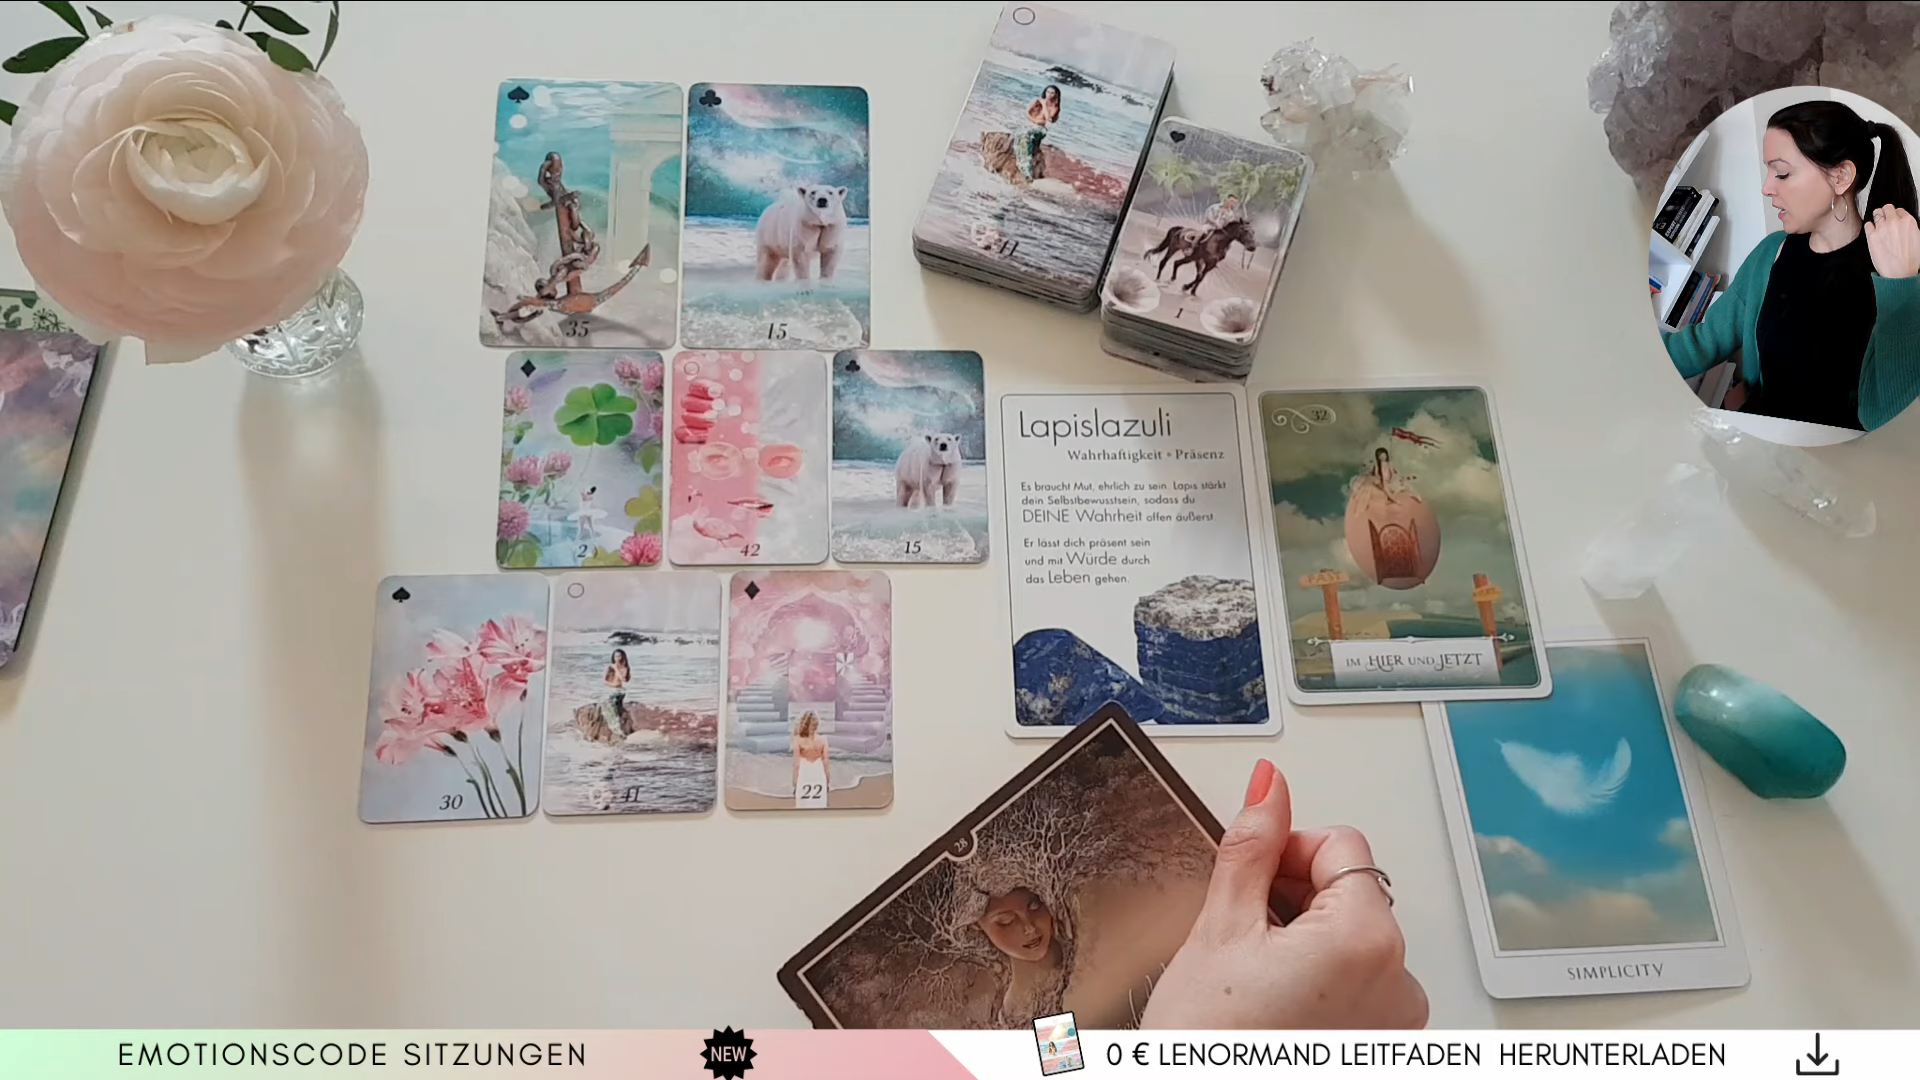 35
15
41
1
2
42
15
30
41
22
Lapislazuli
Wahrhaftigkeit • Präsenz
Es braucht Mut, ehrlich zu sein. Lapis stärkt
dein Selbstbewusstsein, sodass du
DEINE Wahrheit offen äußerst.
Er lässt dich präsent sein
und mit Würde durch
das Leben gehen.
32
PAST
IM HIER UND JETZT
28
SIMPLICITY
EMOTIONSCODE SITZUNGEN
NEW
0 € LENORMAND LEITFADEN HERUNTERLADEN